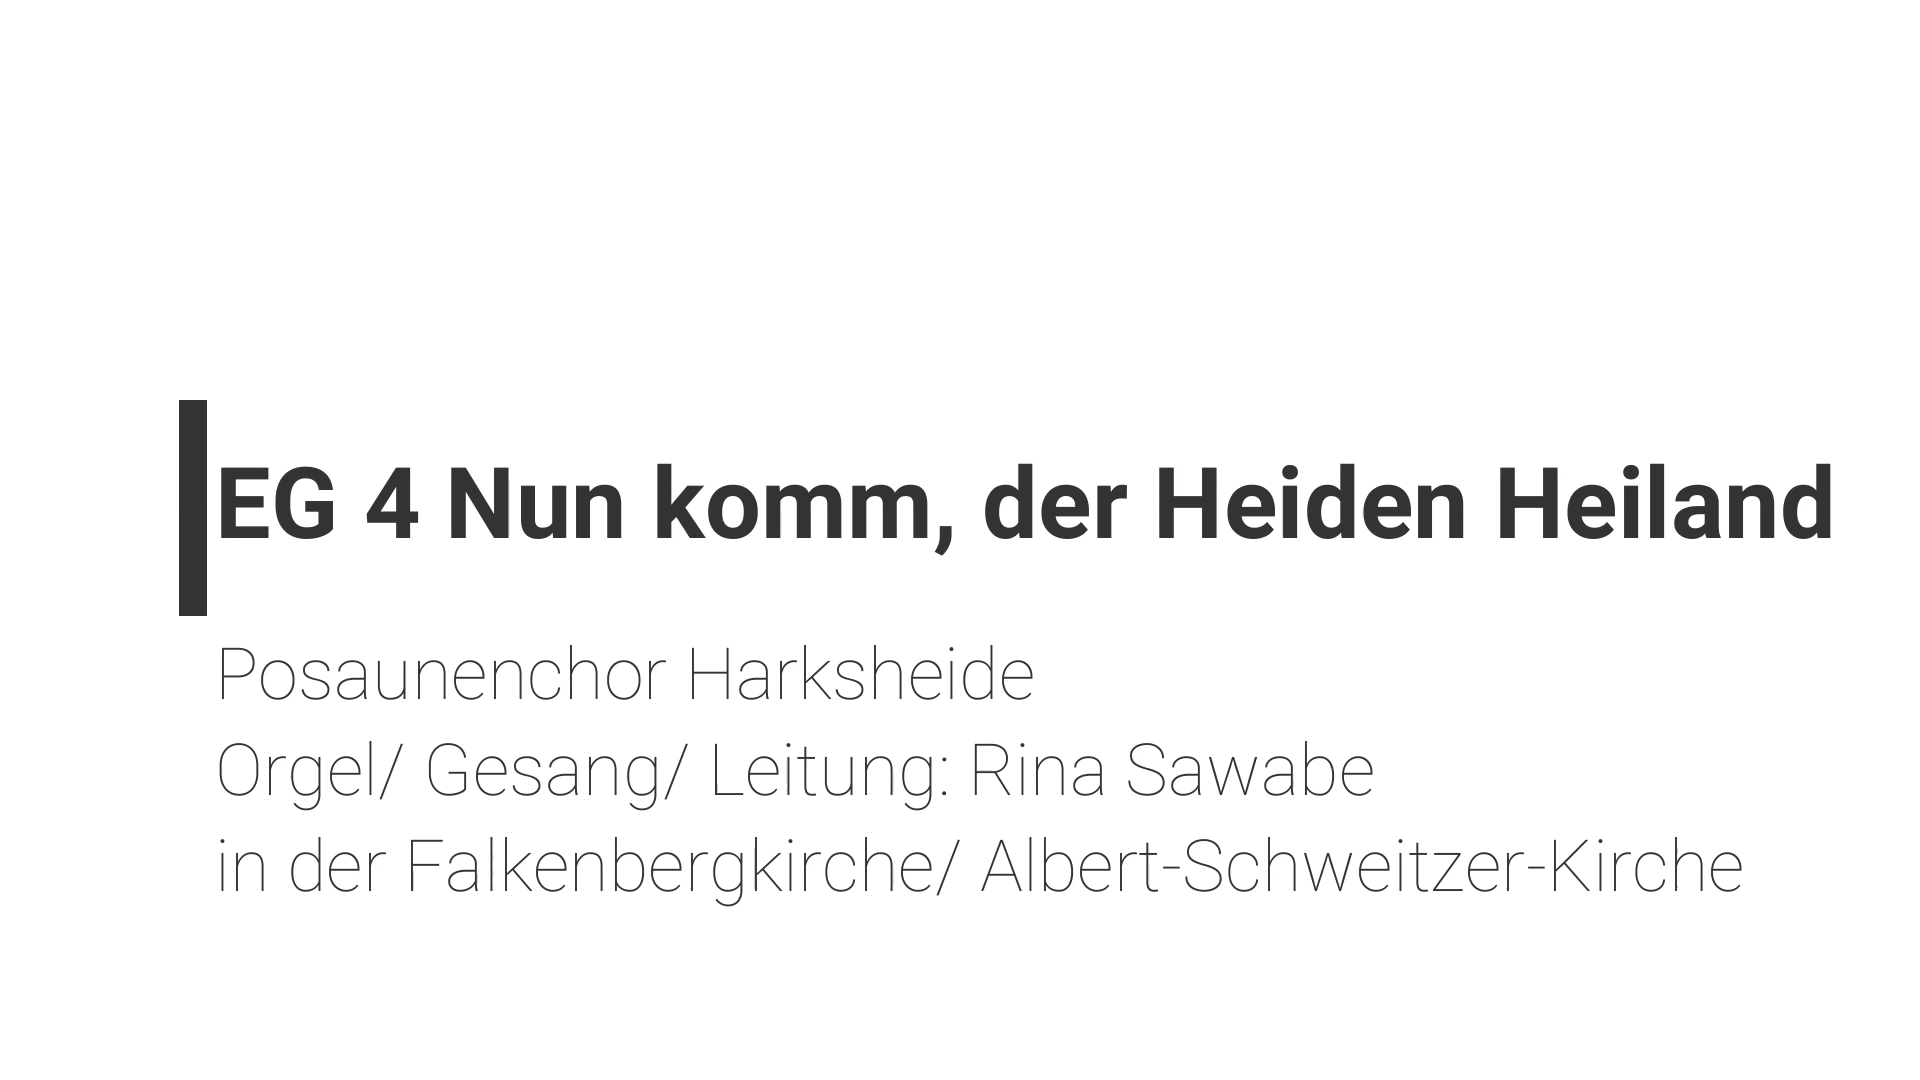 EG 4 Nun komm, der Heiden Heiland
Posaunenchor Harksheide
Orgel/ Gesang/ Leitung: Rina Sawabe
in der Falkenbergkirche/ Albert-Schweitzer-Kirche